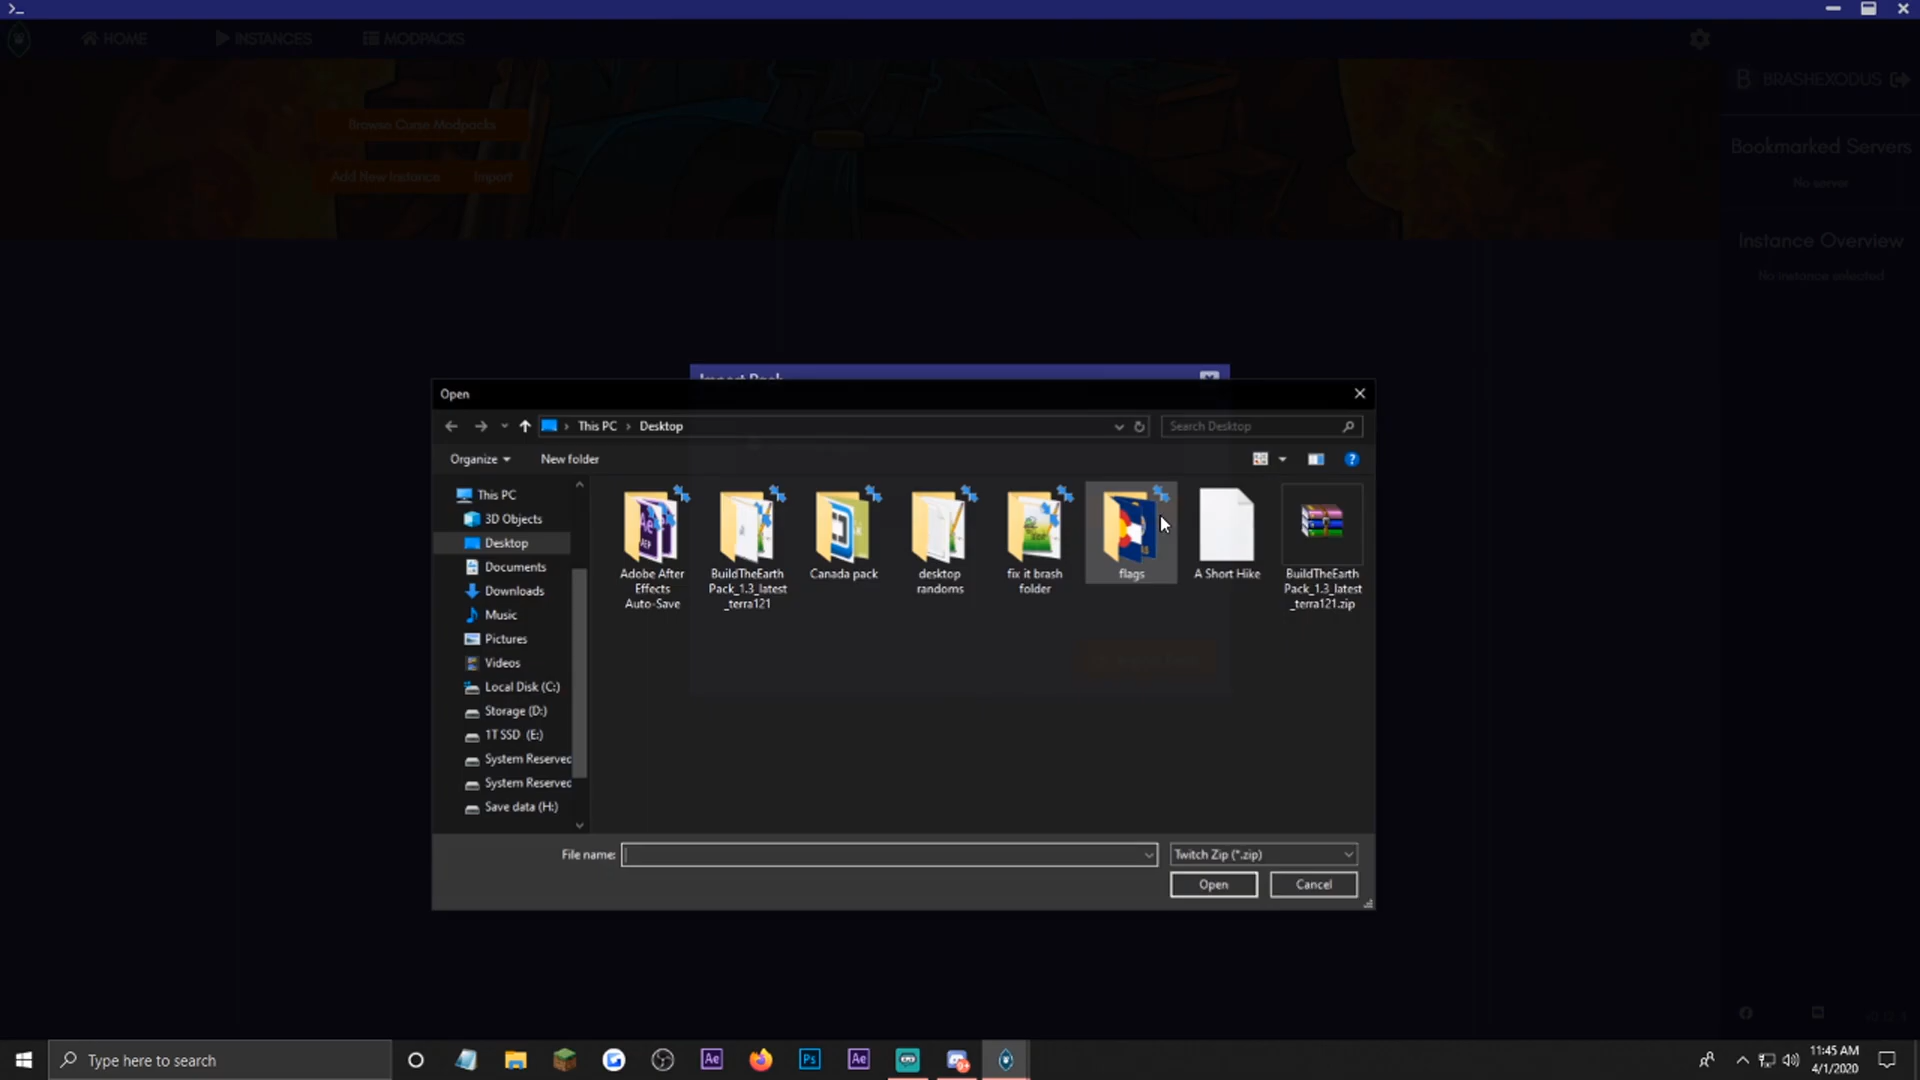 HOME
INSTANCES
MODPACKS
BRASHEXODUS
Browse Curse Modpacks
Add New Instance
Import
Bookmarked Servers
No server
Instance Overview
No instance selected
Import Pack
Open
This PC
Desktop
Search Desktop
Organize
New folder
This PC
3D Objects
Desktop
Documents
Downloads
Music
Pictures
Videos
Local Disk (C:)
Storage (D:)
1T SSD (E:)
System Reserved
System Reserved
Save data (H:)
Adobe After
Effects
Auto-Save
BuildTheEarth
Pack_1.3_latest
_terra121
Canada pack
desktop
randoms
fix it brash
folder
flags
A Short Hike
BuildTheEarth
Pack_1.3_latest
_terra121.zip
File name:
Twitch Zip (*.zip)
Open
Cancel
Type here to search
Ae
Ps
Ae
11:45 AM
4/1/2020